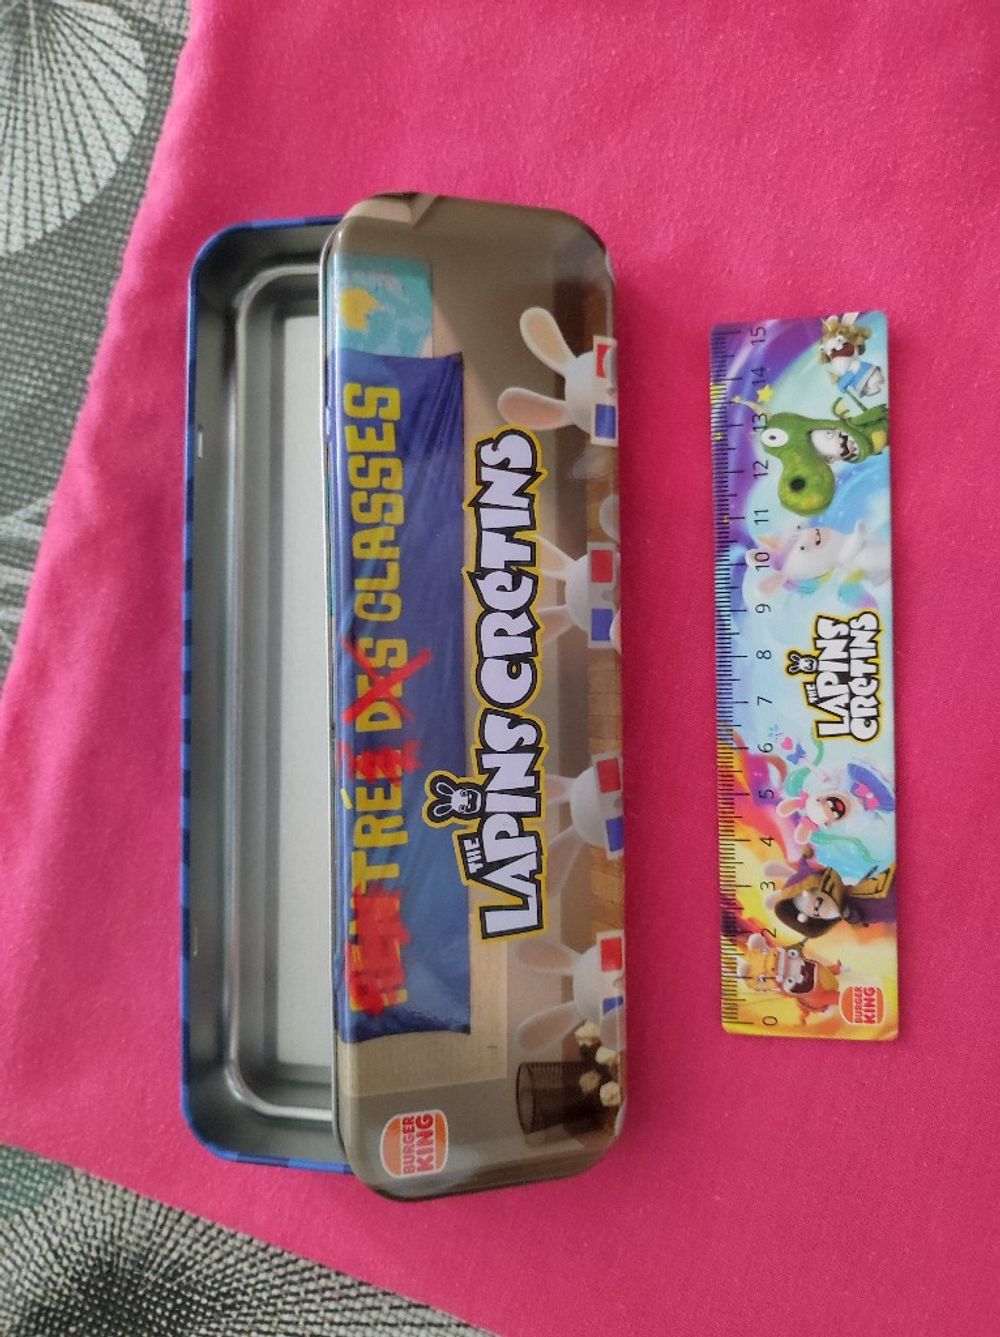 RENTRÉE DES CLASSES
THE
LAPINS CRETINS
BURGER
KING
0 1 2 3 4 5 6 7 8 9 10 11 12 13 14 15
THE
LAPINS
CRETINS
BURGER
KING